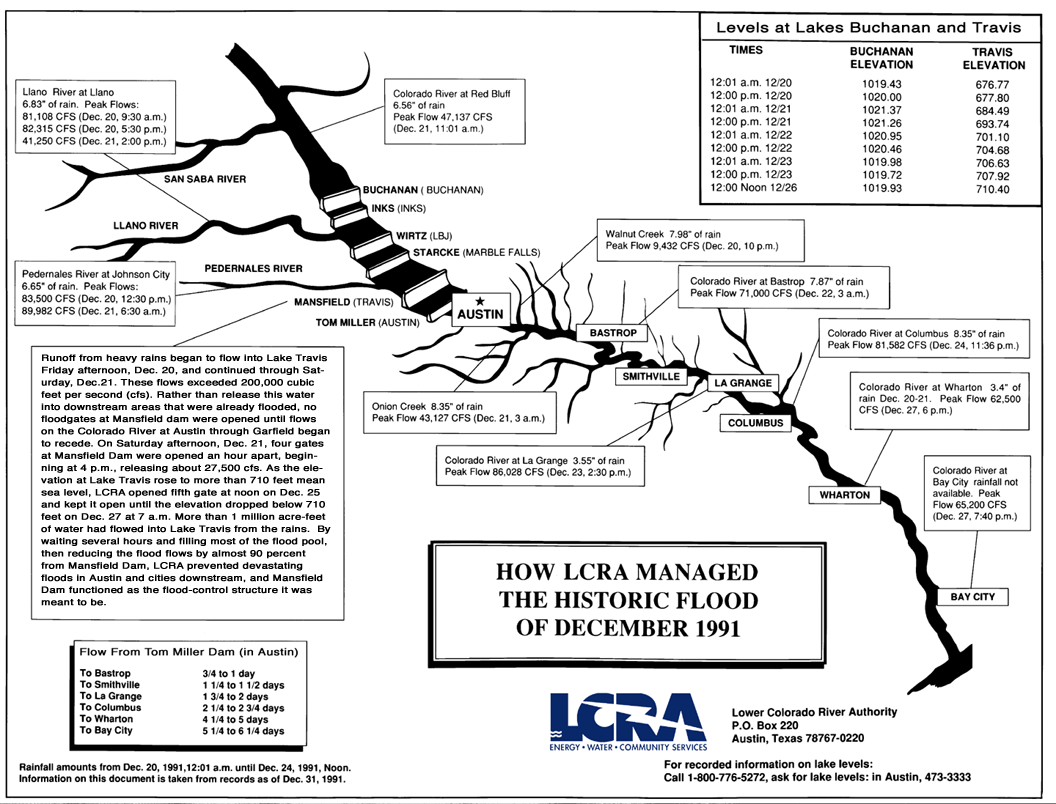 Levels at Lakes Buchanan and Travis
TIMES BUCHANAN ELEVATION TRAVIS ELEVATION
12:01 a.m. 12/20 1019.43 676.77
12:00 p.m. 12/20 1020.00 677.80
12:01 a.m. 12/21 1021.37 684.49
12:00 p.m. 12/21 1021.26 693.74
12:01 a.m. 12/22 1020.95 701.10
12:00 p.m. 12/22 1020.46 704.68
12:01 a.m. 12/23 1019.98 706.63
12:00 p.m. 12/23 1019.72 707.92
12:00 Noon 12/26 1019.93 710.40
Llano River at Llano
6.83" of rain. Peak Flows:
81,108 CFS (Dec. 20, 9:30 a.m.)
82,315 CFS (Dec. 20, 5:30 p.m.)
41,250 CFS (Dec. 21, 2:00 p.m.)
Colorado River at Red Bluff
6.56" of rain
Peak Flow 47,137 CFS
(Dec. 21, 11:01 a.m.)
SAN SABA RIVER
BUCHANAN ( BUCHANAN)
INKS (INKS)
LLANO RIVER
WIRTZ (LBJ)
STARCKE (MARBLE FALLS)
Pedernales River at Johnson City
6.65" of rain. Peak Flows:
83,500 CFS (Dec. 20, 12:30 p.m.)
89,982 CFS (Dec. 21, 6:30 a.m.)
PEDERNALES RIVER
MANSFIELD (TRAVIS)
TOM MILLER (AUSTIN)
AUSTIN
Walnut Creek 7.98" of rain
Peak Flow 9,432 CFS (Dec. 20, 10 p.m.)
Colorado River at Bastrop 7.87" of rain
Peak Flow 71,000 CFS (Dec. 22, 3 a.m.)
BASTROP
Colorado River at Columbus 8.35" of rain
Peak Flow 81,582 CFS (Dec. 24, 11:36 p.m.)
SMITHVILLE
LA GRANGE
Colorado River at Wharton 3.4" of
rain Dec. 20-21. Peak Flow 62,500
CFS (Dec. 27, 6 p.m.)
Onion Creek 8.35" of rain
Peak Flow 43,127 CFS (Dec. 21, 3 a.m.)
COLUMBUS
Colorado River at La Grange 3.55" of rain
Peak Flow 86,028 CFS (Dec. 23, 2:30 p.m.)
Colorado River at
Bay City rainfall not
available. Peak
Flow 65,200 CFS
(Dec. 27, 7:40 p.m.)
WHARTON
BAY CITY
Runoff from heavy rains began to flow into Lake Travis
Friday afternoon, Dec. 20, and continued through Sat-
urday, Dec.21. These flows exceeded 200,000 cubic
feet per second (cfs). Rather than release this water
into downstream areas that were already flooded, no
floodgates at Mansfield dam were opened until flows
on the Colorado River at Austin through Garfield began
to recede. On Saturday afternoon, Dec. 21, four gates
at Mansfield Dam were opened an hour apart, begin-
ning at 4 p.m., releasing about 27,500 cfs. As the ele-
vation at Lake Travis rose to more than 710 feet mean
sea level, LCRA opened fifth gate at noon on Dec. 25
and kept it open until the elevation dropped below 710
feet on Dec. 27 at 7 a.m. More than 1 million acre-feet
of water had flowed into Lake Travis from the rains. By
waiting several hours and filling most of the flood pool,
then reducing the flood flows by almost 90 percent
from Mansfield Dam, LCRA prevented devastating
floods in Austin and cities downstream, and Mansfield
Dam functioned as the flood-control structure it was
meant to be.
HOW LCRA MANAGED
THE HISTORIC FLOOD
OF DECEMBER 1991
Flow From Tom Miller Dam (in Austin)
To Bastrop 3/4 to 1 day
To Smithville 1 1/4 to 1 1/2 days
To La Grange 1 3/4 to 2 days
To Columbus 2 1/4 to 2 3/4 days
To Wharton 4 1/4 to 5 days
To Bay City 5 1/4 to 6 1/4 days
LCRA
ENERGY • WATER • COMMUNITY SERVICES
Lower Colorado River Authority
P.O. Box 220
Austin, Texas 78767-0220
Rainfall amounts from Dec. 20, 1991,12:01 a.m. until Dec. 24, 1991, Noon.
Information on this document is taken from records as of Dec. 31, 1991.
For recorded information on lake levels:
Call 1-800-776-5272, ask for lake levels: in Austin, 473-3333